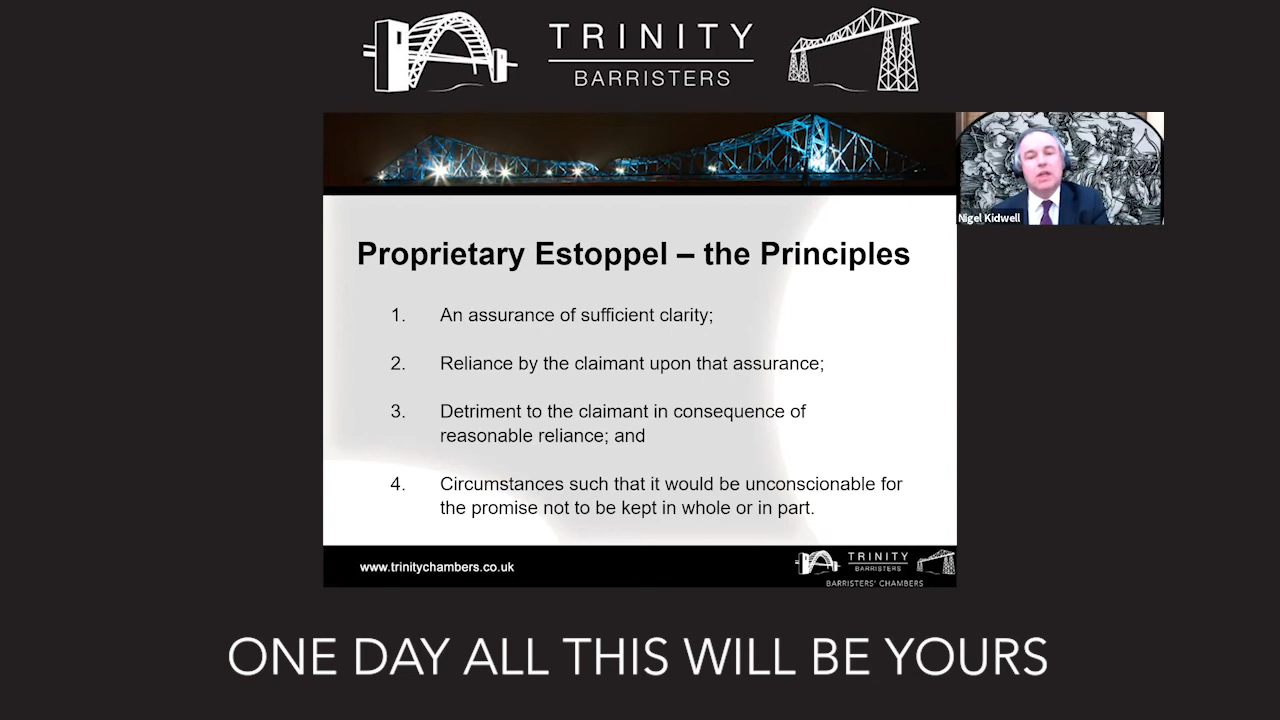 TRINITY
BARRISTERS
Nigel Kidwell
Proprietary Estoppel – the Principles
1. An assurance of sufficient clarity;
2. Reliance by the claimant upon that assurance;
3. Detriment to the claimant in consequence of
reasonable reliance; and
4. Circumstances such that it would be unconscionable for
the promise not to be kept in whole or in part.
www.trinitychambers.co.uk
TRINITY
BARRISTERS
BARRISTERS' CHAMBERS
ONE DAY ALL THIS WILL BE YOURS